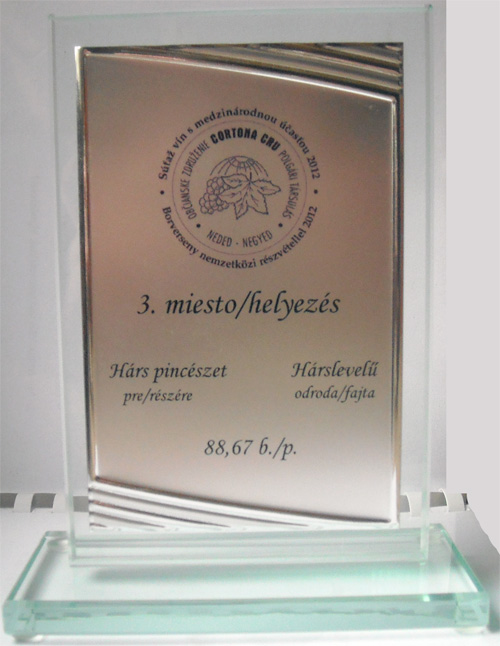 Súťaž vín s medzinárodnou účasťou 2012
OBČIANSKE ZDRUŽENIE CORTONA CRU POLGÁRI TÁRSULÁS
NEDED - NEGYED
Borverseny nemzetközi részvétellel 2012
3. miesto/helyezés
Hárs pincészet Hárslevelű
pre/részére odroda/fajta
88,67 b./p.